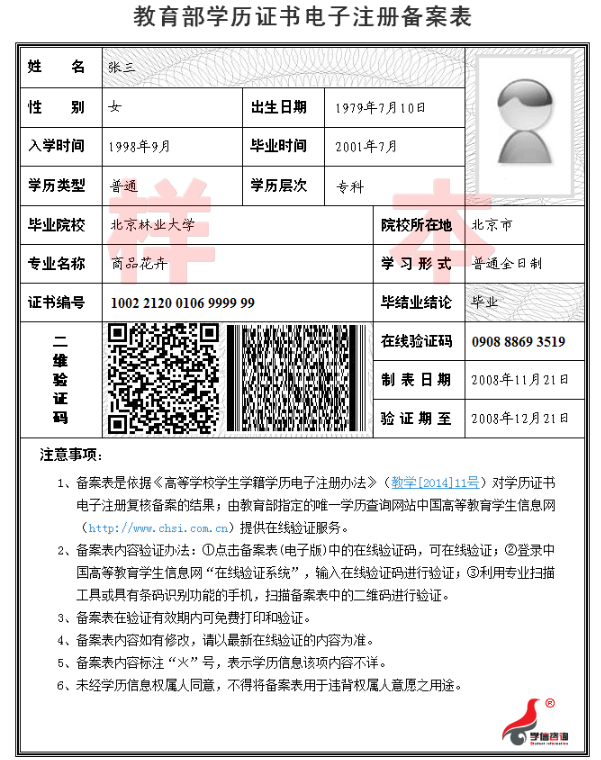 教育部学历证书电子注册备案表
姓 名 张三
性 别 女 出生日期 1979年7月10日
入学时间 1998年9月 毕业时间 2001年7月
学历类型 普通 学历层次 专科
样 本
毕业院校 北京林业大学 院校所在地 北京市
专业名称 商品花卉 学习形式 普通全日制
证书编号 1002 2120 0106 9999 99 毕结业结论 毕业
二维验证码 在线验证码 0908 8869 3519
制表日期 2008年11月21日
验证期至 2008年12月21日
注意事项：
1、备案表是依据《高等学校学生学籍学历电子注册办法》（教学[2014]11号）对学历证书
电子注册复核备案的结果；由教育部指定的唯一学历查询网站中国高等教育学生信息网
（http://www.chsi.com.cn）提供在线验证服务。
2、备案表内容验证办法：①点击备案表(电子版)中的在线验证码，可在线验证；②登录中
国高等教育学生信息网“在线验证系统”，输入在线验证码进行验证；③利用专业扫描
工具或具有条码识别功能的手机，扫描备案表中的二维码进行验证。
3、备案表在验证有效期内可免费打印和验证。
4、备案表内容如有修改，请以最新在线验证的内容为准。
5、备案表内容标注“火”号，表示学历信息该项内容不详。
6、未经学历信息权属人同意，不得将备案表用于违背权属人意愿之用途。
®
学信咨询
Student Information